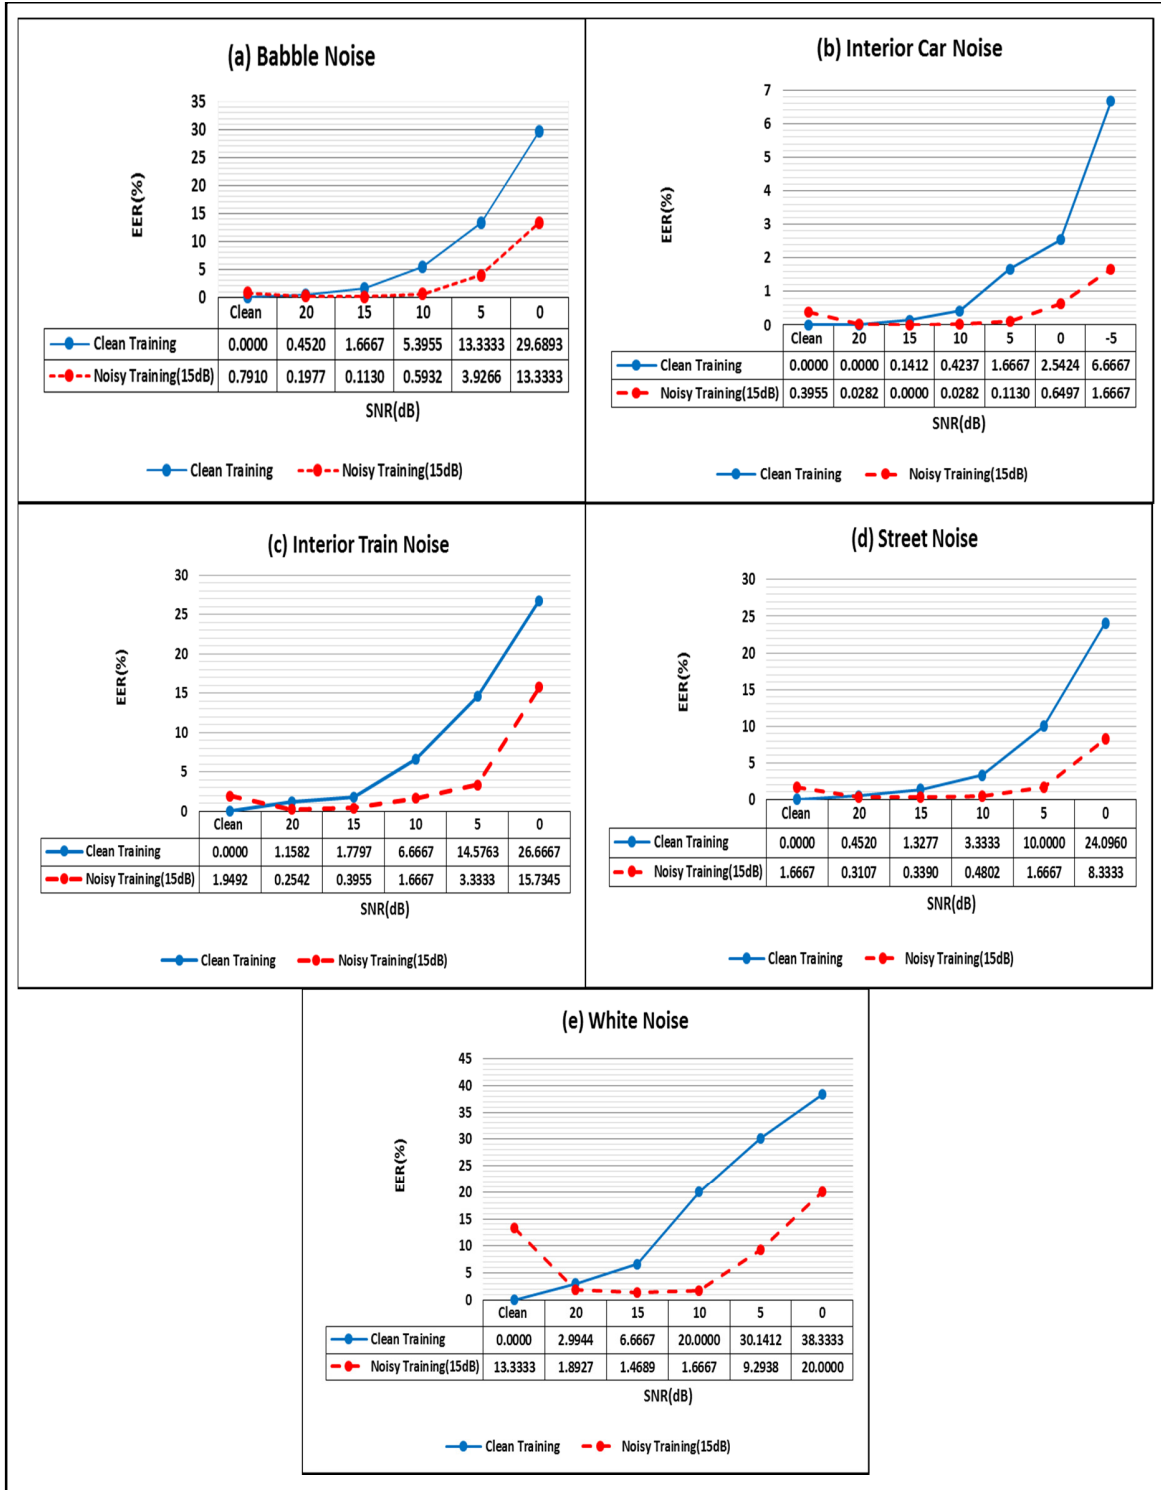 (a) Babble Noise
EER(%)
35
30
25
20
15
10
5
0
Clean 20 15 10 5 0
Clean Training 0.0000 0.4520 1.6667 5.3955 13.3333 29.6893
Noisy Training(15dB) 0.7910 0.1977 0.1130 0.5932 3.9266 13.3333
SNR(dB)
Clean Training Noisy Training(15dB)
(b) Interior Car Noise
EER(%)
7
6
5
4
3
2
1
0
Clean 20 15 10 5 0 -5
Clean Training 0.0000 0.0000 0.1412 0.4237 1.6667 2.5424 6.6667
Noisy Training(15dB) 0.3955 0.0282 0.0000 0.0282 0.1130 0.6497 1.6667
SNR(dB)
Clean Training Noisy Training(15dB)
(c) Interior Train Noise
EER(%)
30
25
20
15
10
5
0
Clean 20 15 10 5 0
Clean Training 0.0000 1.1582 1.7797 6.6667 14.5763 26.6667
Noisy Training(15dB) 1.9492 0.2542 0.3955 1.6667 3.3333 15.7345
SNR(dB)
Clean Training Noisy Training(15dB)
(d) Street Noise
EER(%)
30
25
20
15
10
5
0
Clean 20 15 10 5 0
Clean Training 0.0000 0.4520 1.3277 3.3333 10.0000 24.0960
Noisy Training(15dB) 1.6667 0.3107 0.3390 0.4802 1.6667 8.3333
SNR(dB)
Clean Training Noisy Training(15dB)
(e) White Noise
EER(%)
45
40
35
30
25
20
15
10
5
0
Clean 20 15 10 5 0
Clean Training 0.0000 2.9944 6.6667 20.0000 30.1412 38.3333
Noisy Training(15dB) 13.3333 1.8927 1.4689 1.6667 9.2938 20.0000
SNR(dB)
Clean Training Noisy Training(15dB)